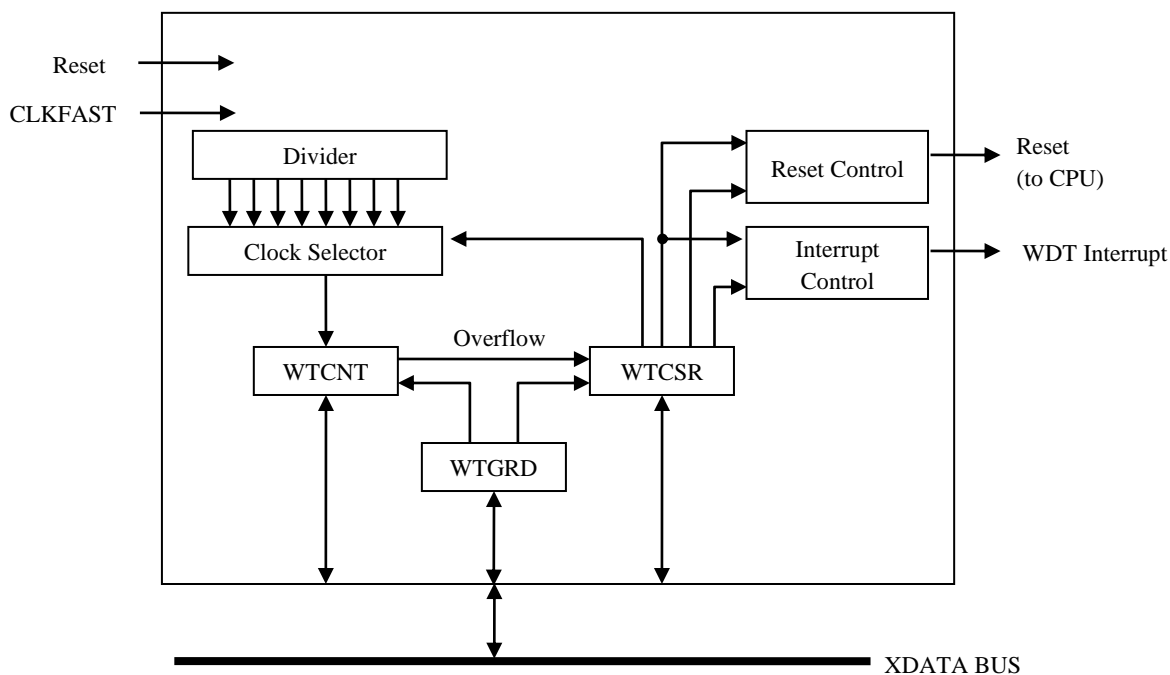 Reset
CLKFAST
Divider
Clock Selector
Reset Control
Reset
(to CPU)
Interrupt
Control
WDT Interrupt
Overflow
WTCNT
WTCSR
WTGRD
XDATA BUS